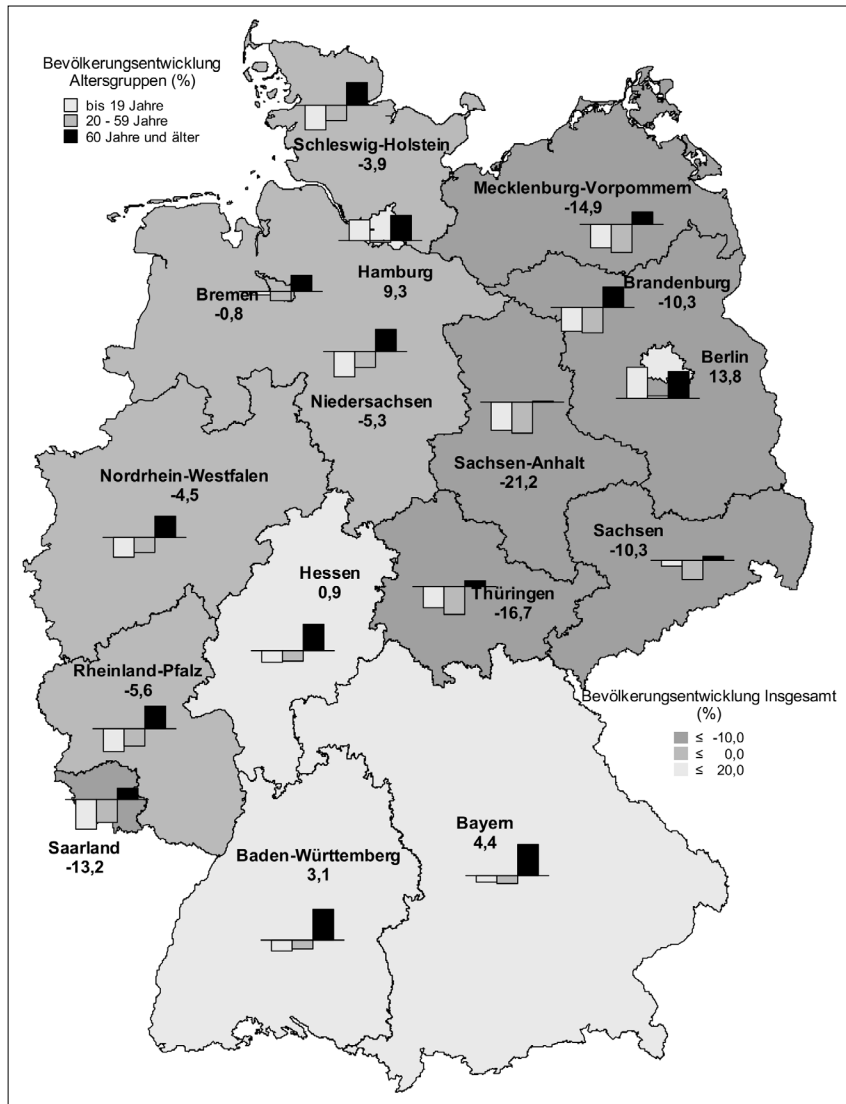 Bevölkerungsentwicklung
Altersgruppen (%)
bis 19 Jahre
20 - 59 Jahre
60 Jahre und älter
Schleswig-Holstein
-3,9
Mecklenburg-Vorpommern
-14,9
Hamburg
9,3
Bremen
-0,8
Brandenburg
-10,3
Berlin
13,8
Niedersachsen
-5,3
Sachsen-Anhalt
-21,2
Nordrhein-Westfalen
-4,5
Sachsen
-10,3
Hessen
0,9
Thüringen
-16,7
Rheinland-Pfalz
-5,6
Bevölkerungsentwicklung Insgesamt
(%)
≤ -10,0
≤ 0,0
≤ 20,0
Saarland
-13,2
Bayern
4,4
Baden-Württemberg
3,1